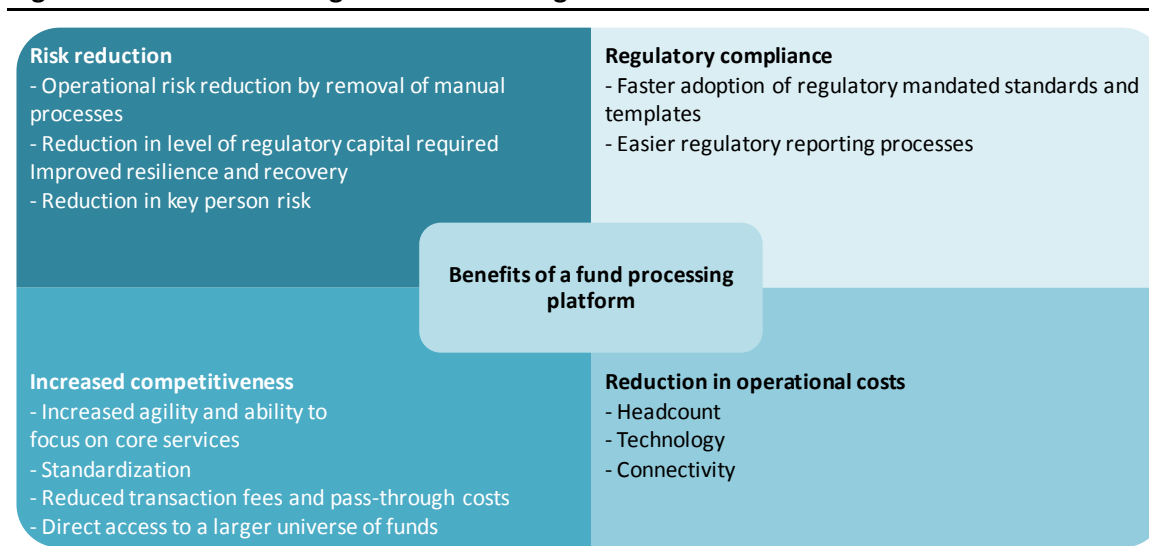 Risk reduction
- Operational risk reduction by removal of manual
processes
- Reduction in level of regulatory capital required
Improved resilience and recovery
- Reduction in key person risk
Regulatory compliance
- Faster adoption of regulatory mandated standards and
templates
- Easier regulatory reporting processes
Benefits of a fund processing
platform
Increased competitiveness
- Increased agility and ability to
focus on core services
- Standardization
- Reduced transaction fees and pass-through costs
- Direct access to a larger universe of funds
Reduction in operational costs
- Headcount
- Technology
- Connectivity